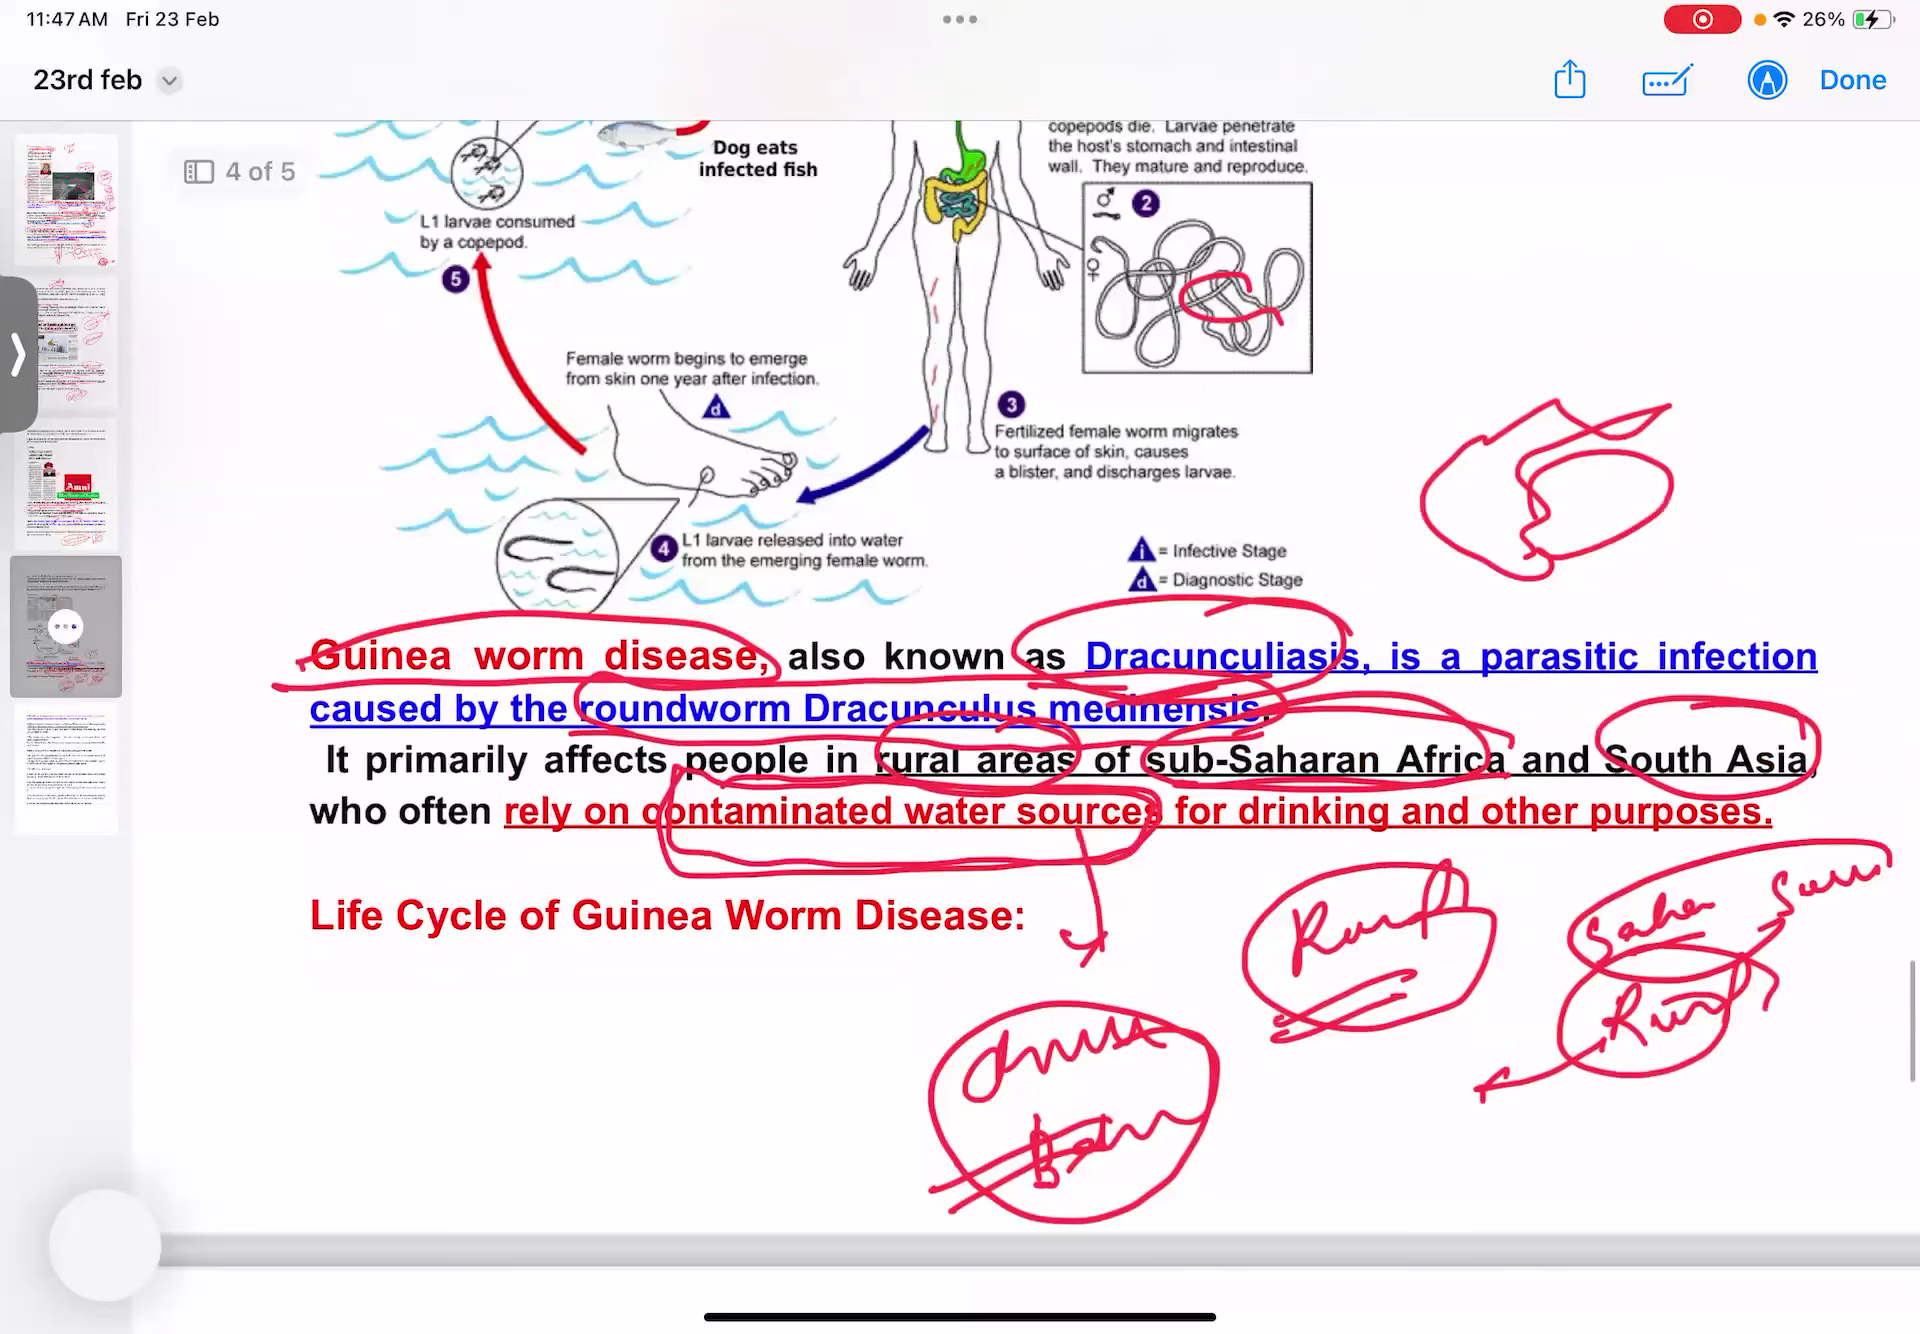 11:47 AM Fri 23 Feb
26%
23rd feb
Done
4 of 5
Dog eats
infected fish
copepods die. Larvae penetrate
the host's stomach and intestinal
wall. They mature and reproduce.
2
L1 larvae consumed
by a copepod.
5
Female worm begins to emerge
from skin one year after infection.
d
3
Fertilized female worm migrates
to surface of skin, causes
a blister, and discharges larvae.
4
L1 larvae released into water
from the emerging female worm.
i = Infective Stage
d = Diagnostic Stage
Guinea worm disease, also known as Dracunculiasis, is a parasitic infection
caused by the roundworm Dracunculus medinensis.
It primarily affects people in rural areas of sub-Saharan Africa and South Asia,
who often rely on contaminated water sources for drinking and other purposes.
Life Cycle of Guinea Worm Disease:
Amul